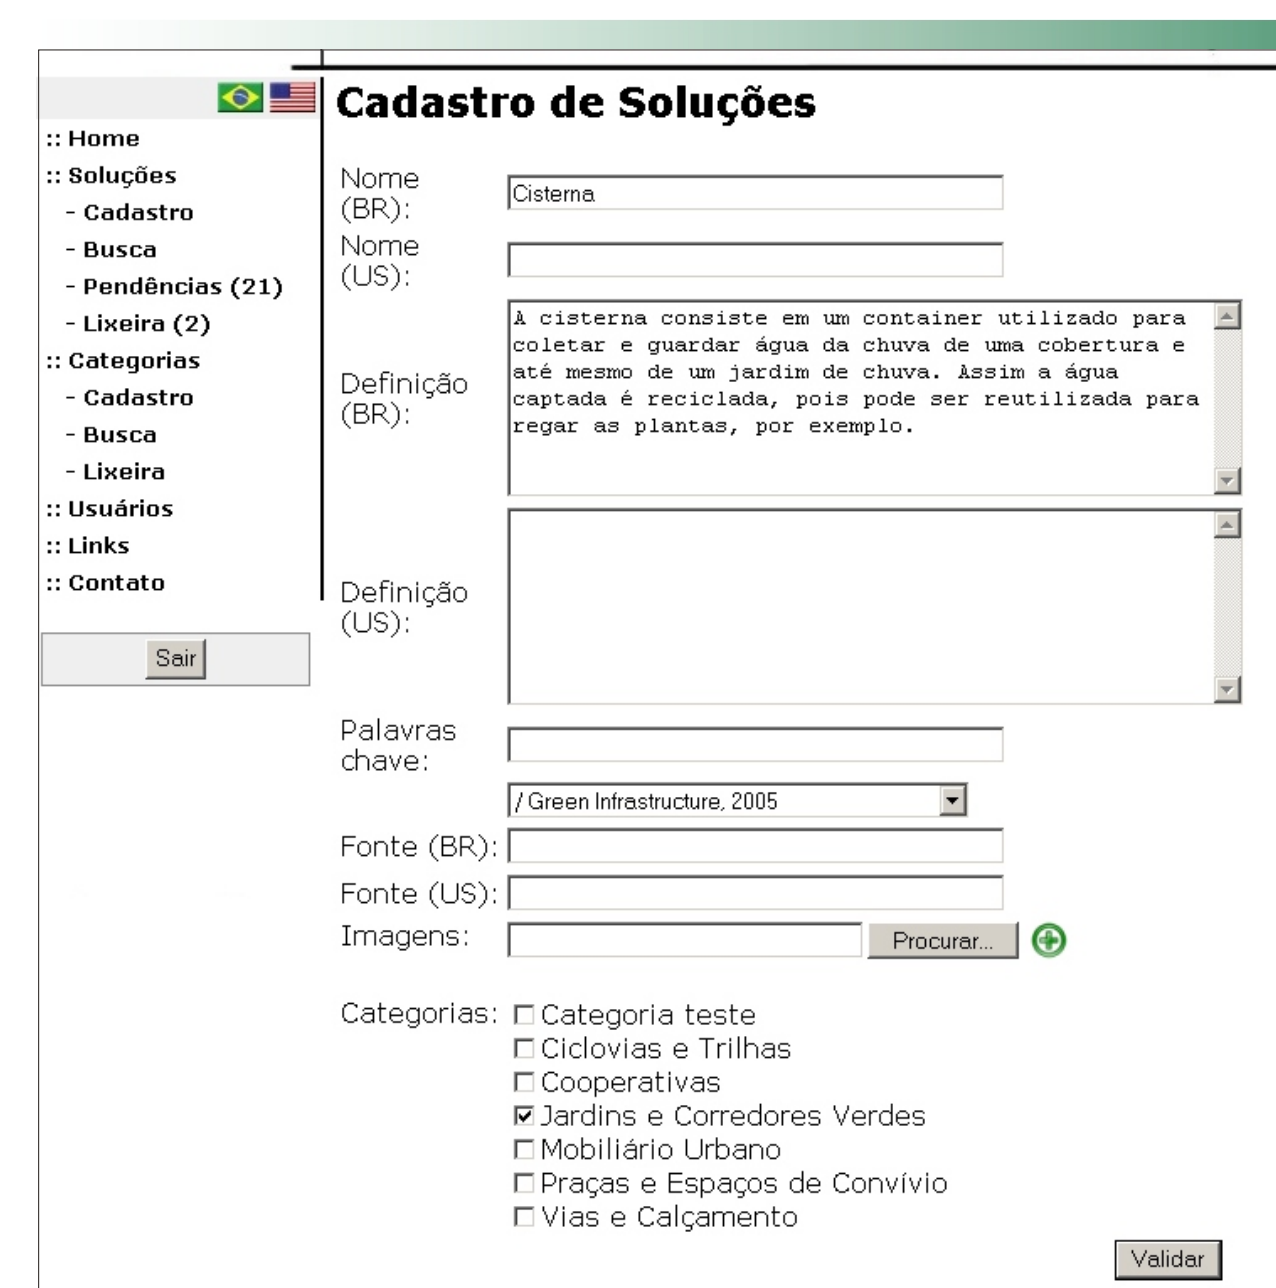 Cadastro de Soluções
:: Home
:: Soluções
- Cadastro
- Busca
- Pendências (21)
- Lixeira (2)
:: Categorias
- Cadastro
- Busca
- Lixeira
:: Usuários
:: Links
:: Contato
Sair
Nome
(BR):
Cisterna
Nome
(US):
Definição
(BR):
A cisterna consiste em um container utilizado para
coletar e guardar água da chuva de uma cobertura e
até mesmo de um jardim de chuva. Assim a água
captada é reciclada, pois pode ser reutilizada para
regar as plantas, por exemplo.
Definição
(US):
Palavras
chave:
/ Green Infrastructure, 2005
Fonte (BR):
Fonte (US):
Imagens:
Procurar...
Categorias:
Categoria teste
Ciclovias e Trilhas
Cooperativas
Jardins e Corredores Verdes
Mobiliário Urbano
Praças e Espaços de Convívio
Vias e Calçamento
Validar